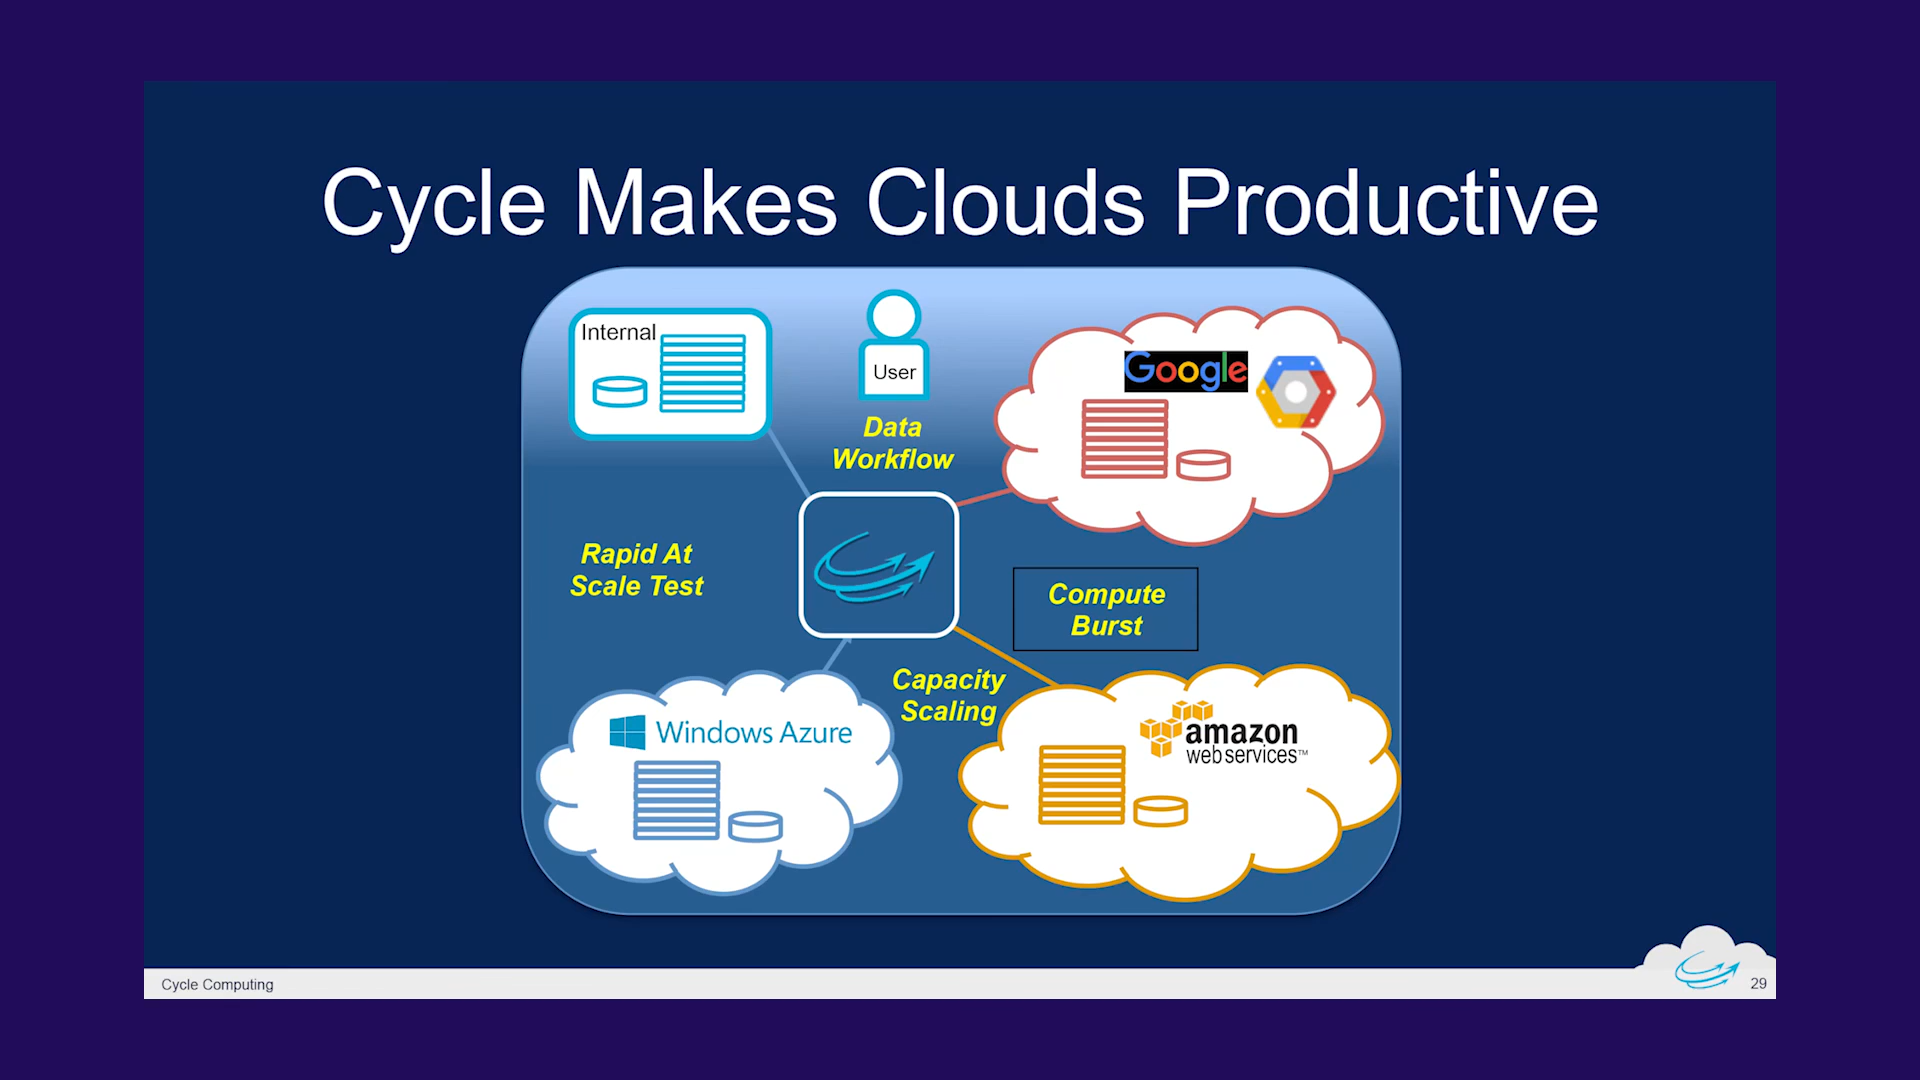 Cycle Makes Clouds Productive
Internal
User
Google
Data
Workflow
Rapid At
Scale Test
Compute
Burst
Capacity
Scaling
Windows Azure
amazon
web services™
Cycle Computing
29